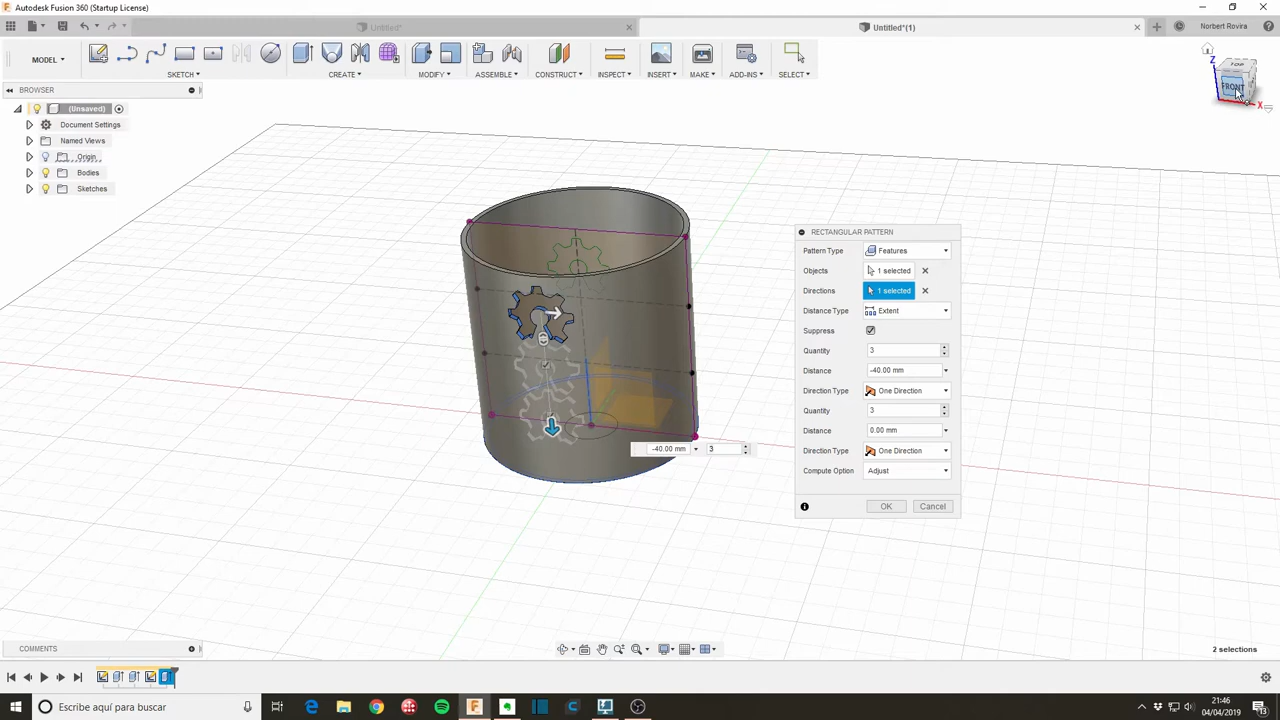 Autodesk Fusion 360 (Startup License)
Untitled*
Untitled*(1)
Norbert Rovira
MODEL
SKETCH
CREATE
MODIFY
ASSEMBLE
CONSTRUCT
INSPECT
INSERT
MAKE
ADD-INS
SELECT
TOP
FRONT
Z
X
BROWSER
(Unsaved)
Document Settings
Named Views
Origin
Bodies
Sketches
RECTANGULAR PATTERN
Pattern Type Features
Objects 1 selected
Directions 1 selected
Distance Type Extent
Suppress
Quantity 3
Distance -40.00 mm
Direction Type One Direction
Quantity 3
Distance 0.00 mm
Direction Type One Direction
Compute Option Adjust
OK Cancel
-40.00 mm 3
COMMENTS
2 selections
Escribe aquí para buscar
21:46
04/04/2019
13